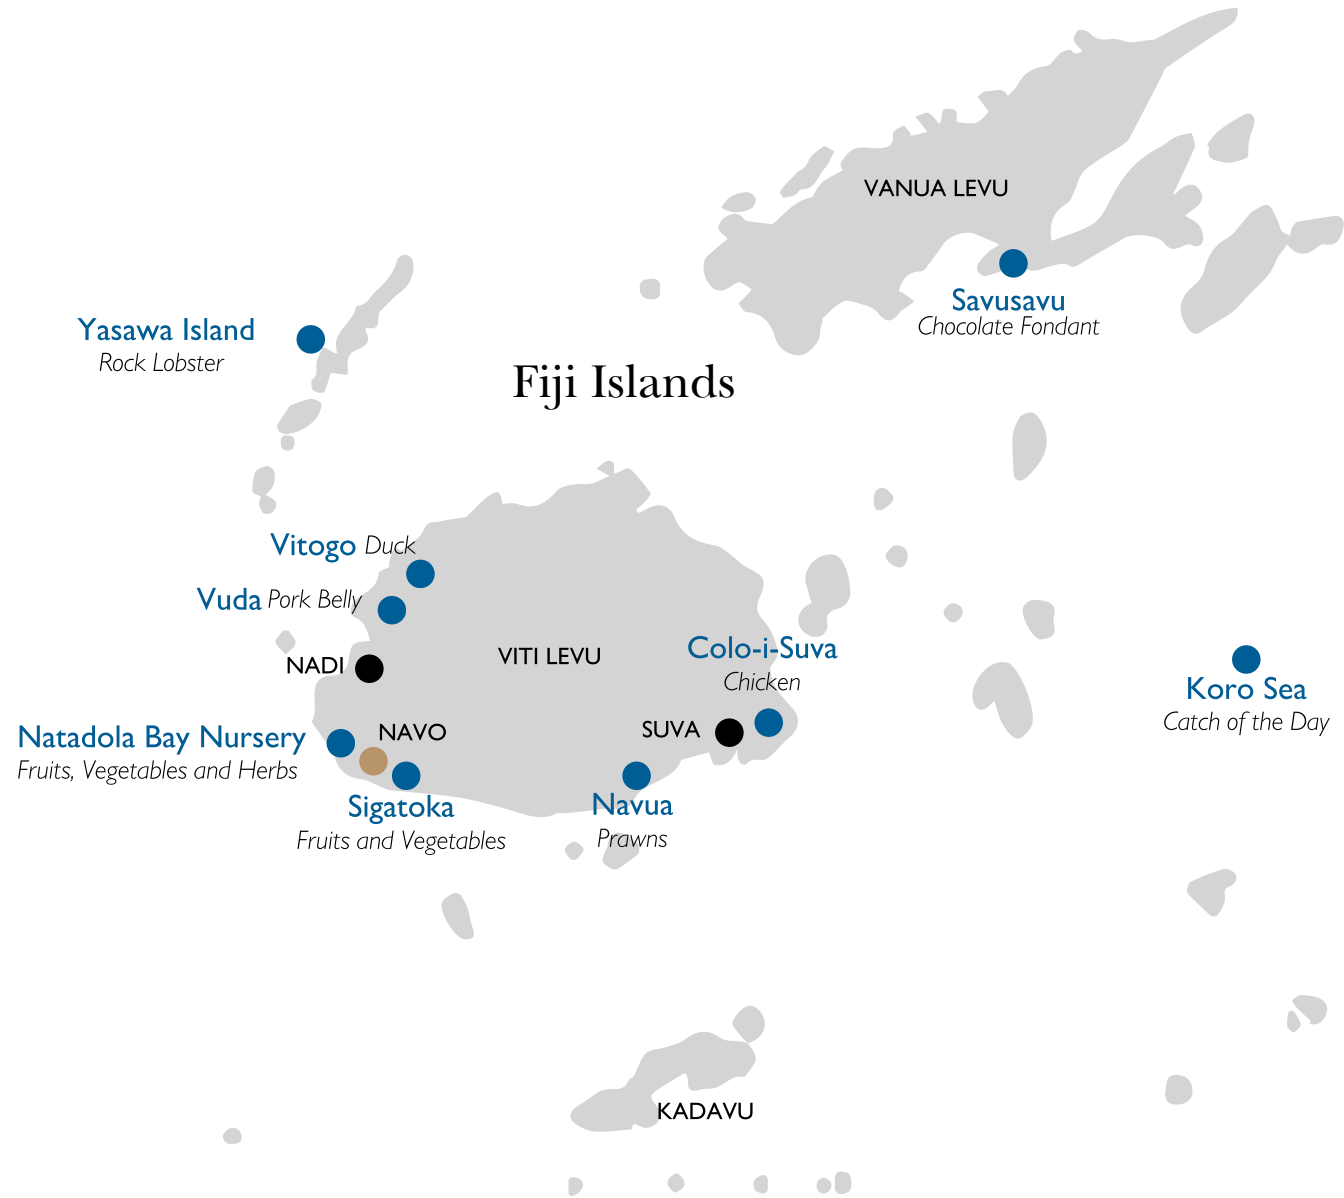 VANUA LEVU
Savusavu
Chocolate Fondant
Yasawa Island
Rock Lobster
Fiji Islands
Vitogo Duck
Vuda Pork Belly
NADI
VITI LEVU
Colo-i-Suva
Chicken
Koro Sea
Catch of the Day
SUVA
NAVO
Natadola Bay Nursery
Fruits, Vegetables and Herbs
Sigatoka
Fruits and Vegetables
Navua
Prawns
KADAVU